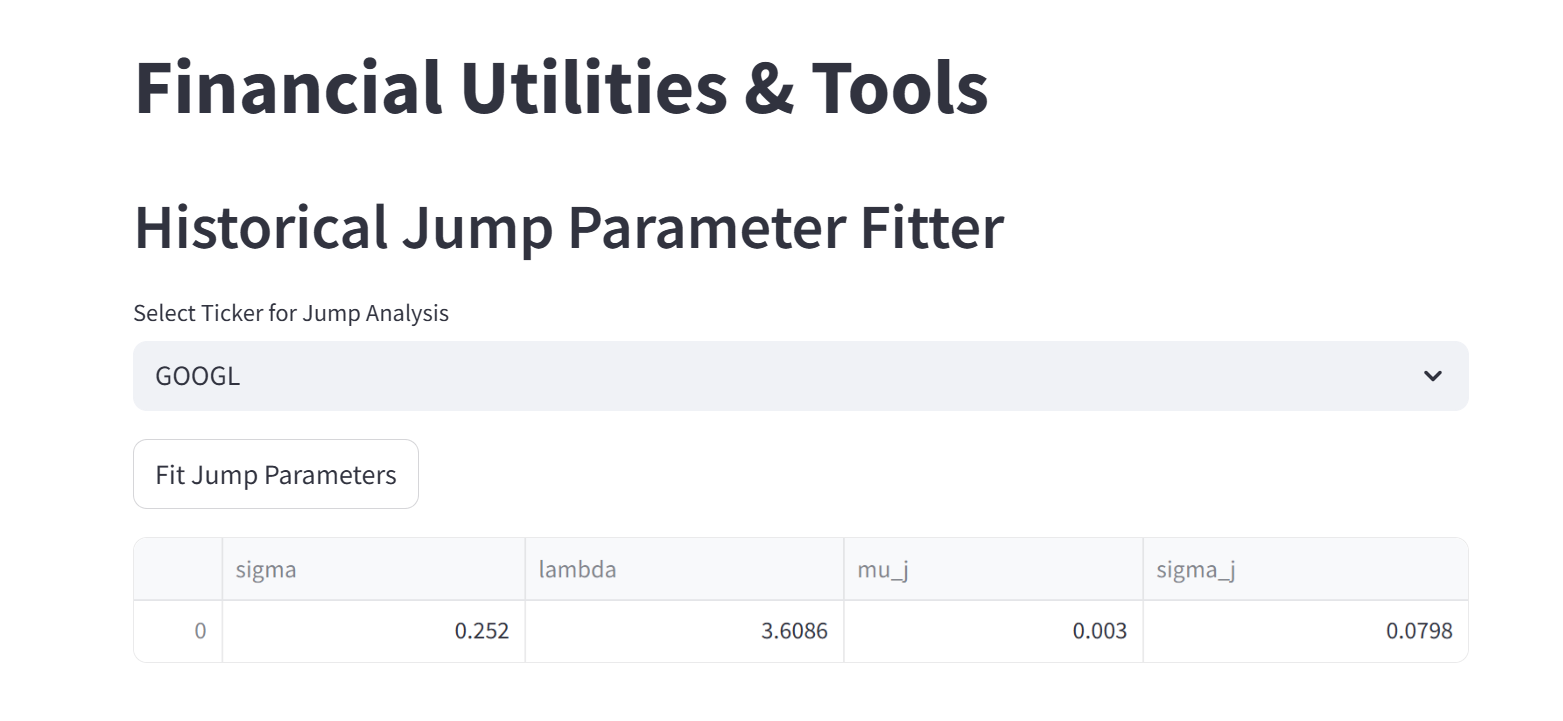 Financial Utilities & Tools
Historical Jump Parameter Fitter
Select Ticker for Jump Analysis
GOOGL
Fit Jump Parameters
sigma lambda mu_j sigma_j
0 0.252 3.6086 0.003 0.0798